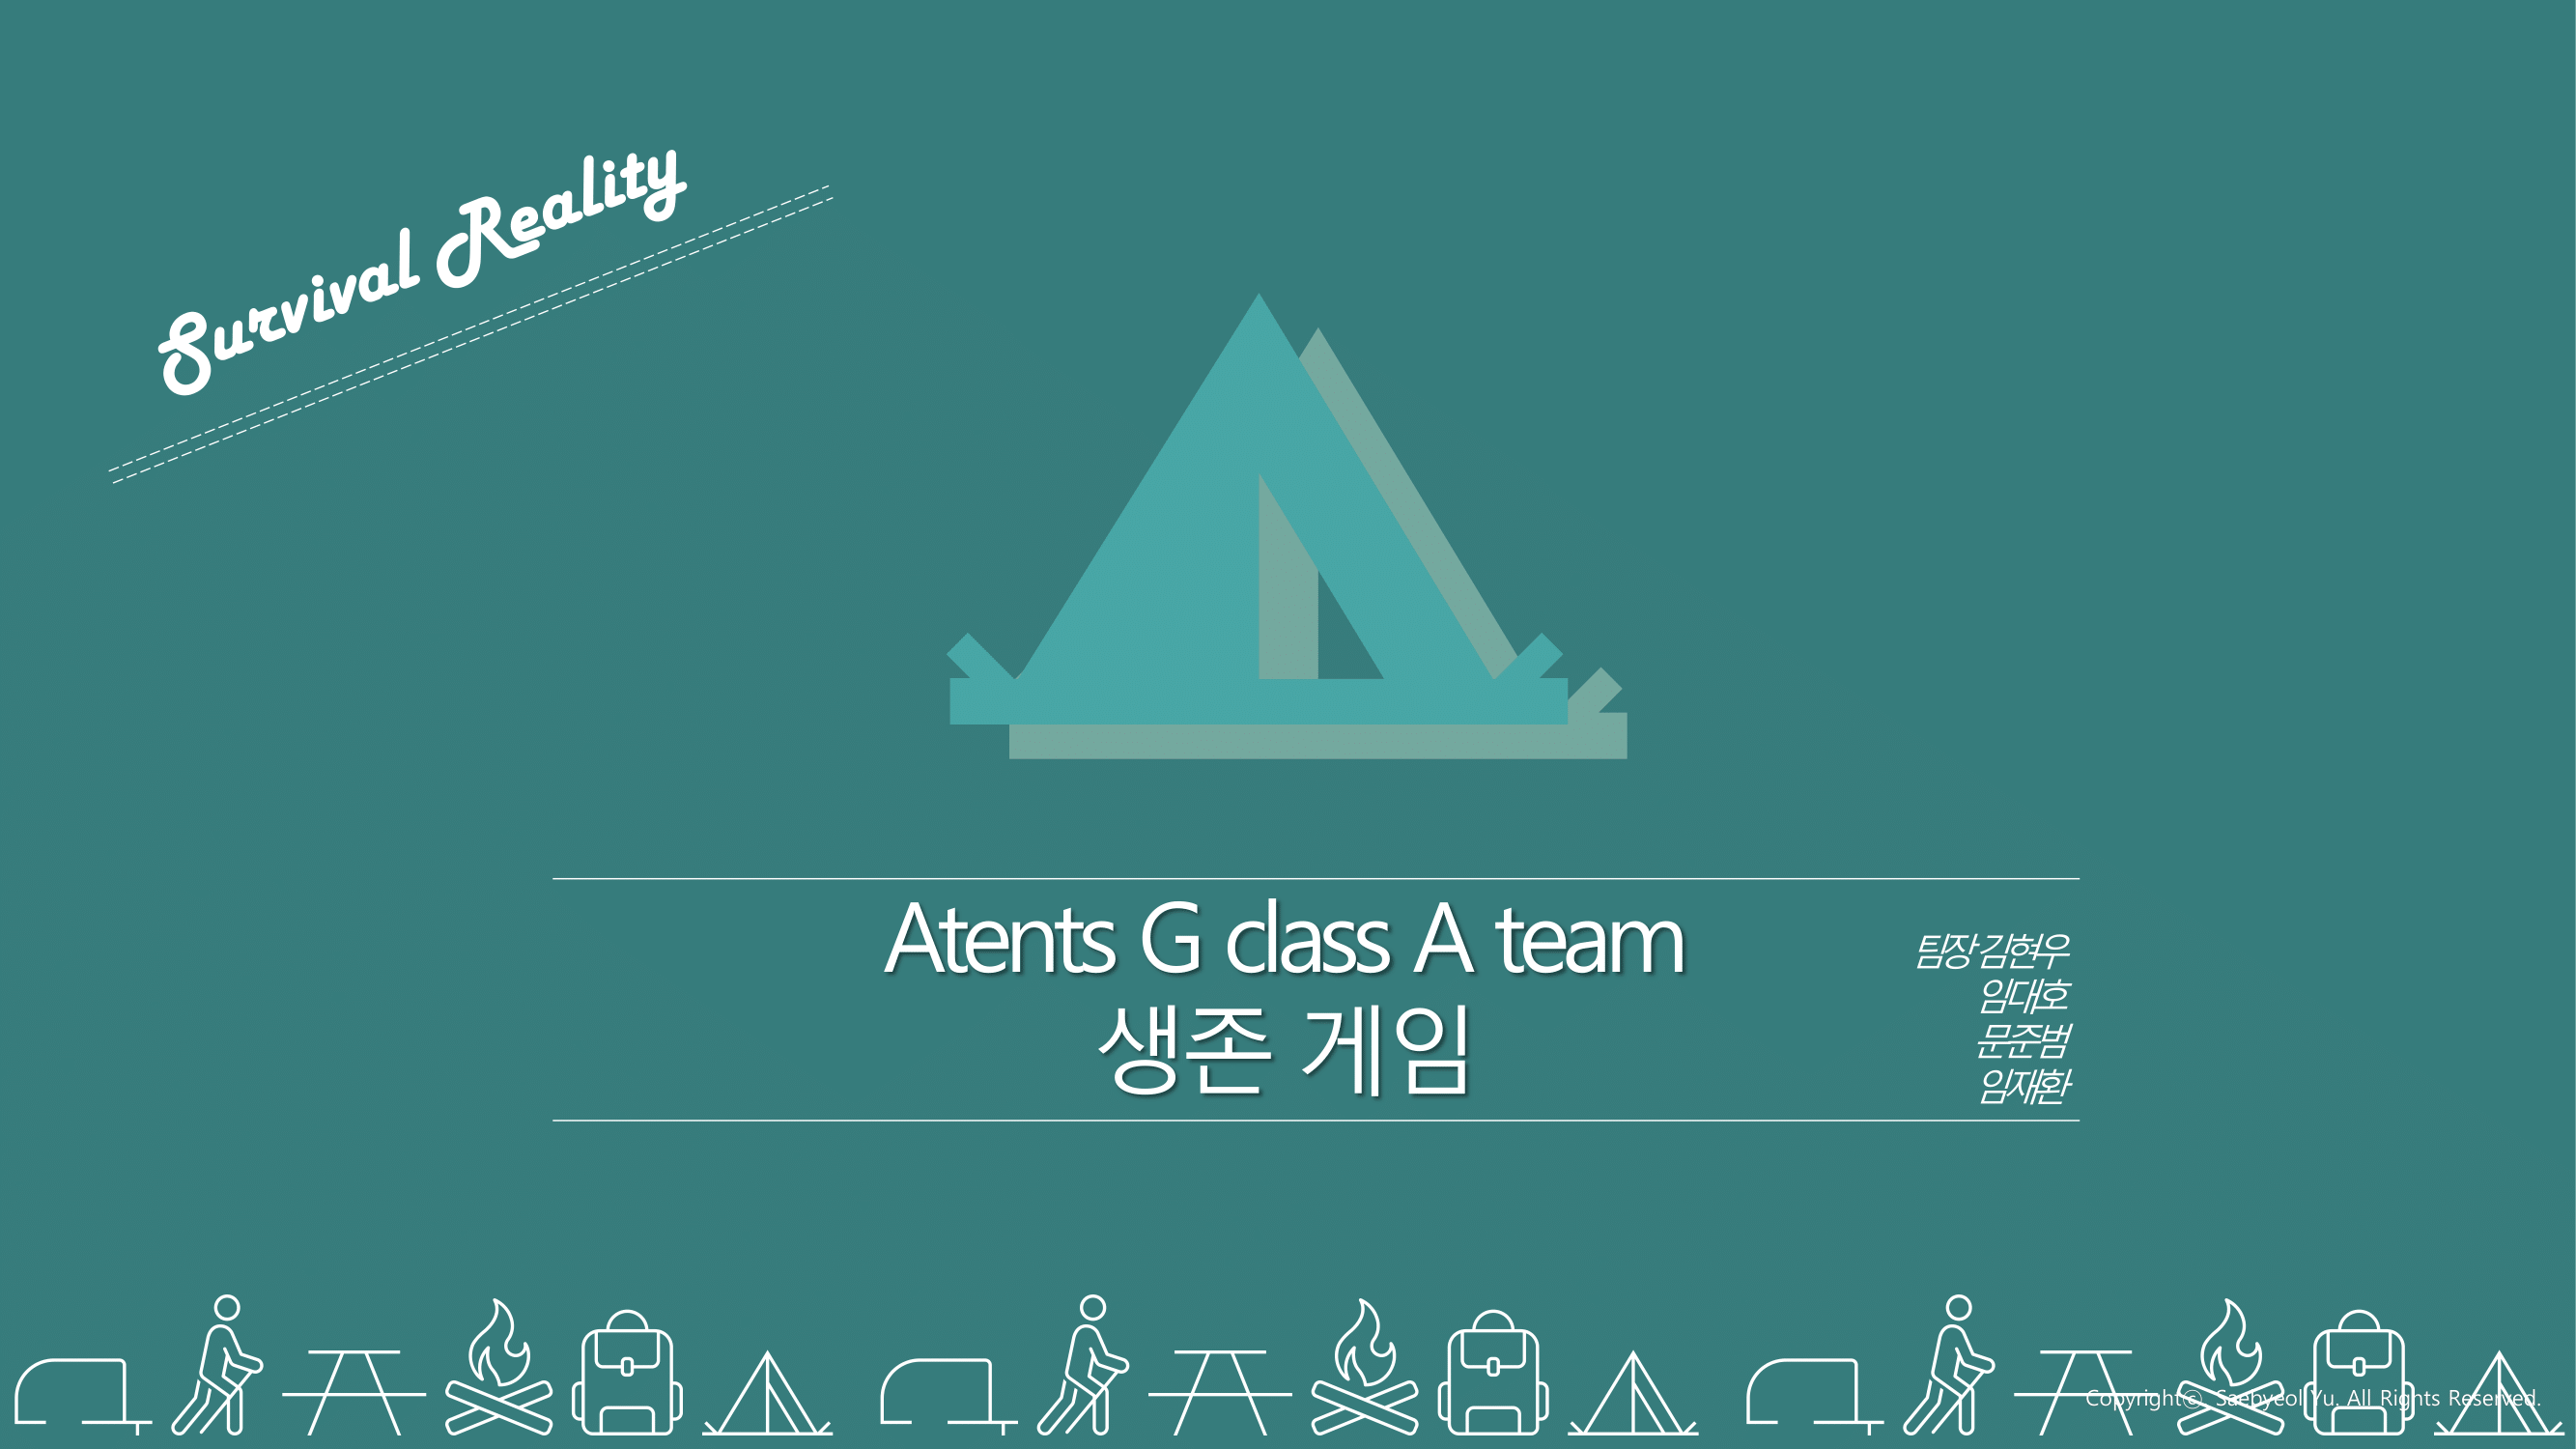 Survival Reality
Atents G class A team
생존 게임
팀장 김현우
임대호
문준범
임재환
Copyrightⓒ. Saebyeol Yu. All Rights Reserved.